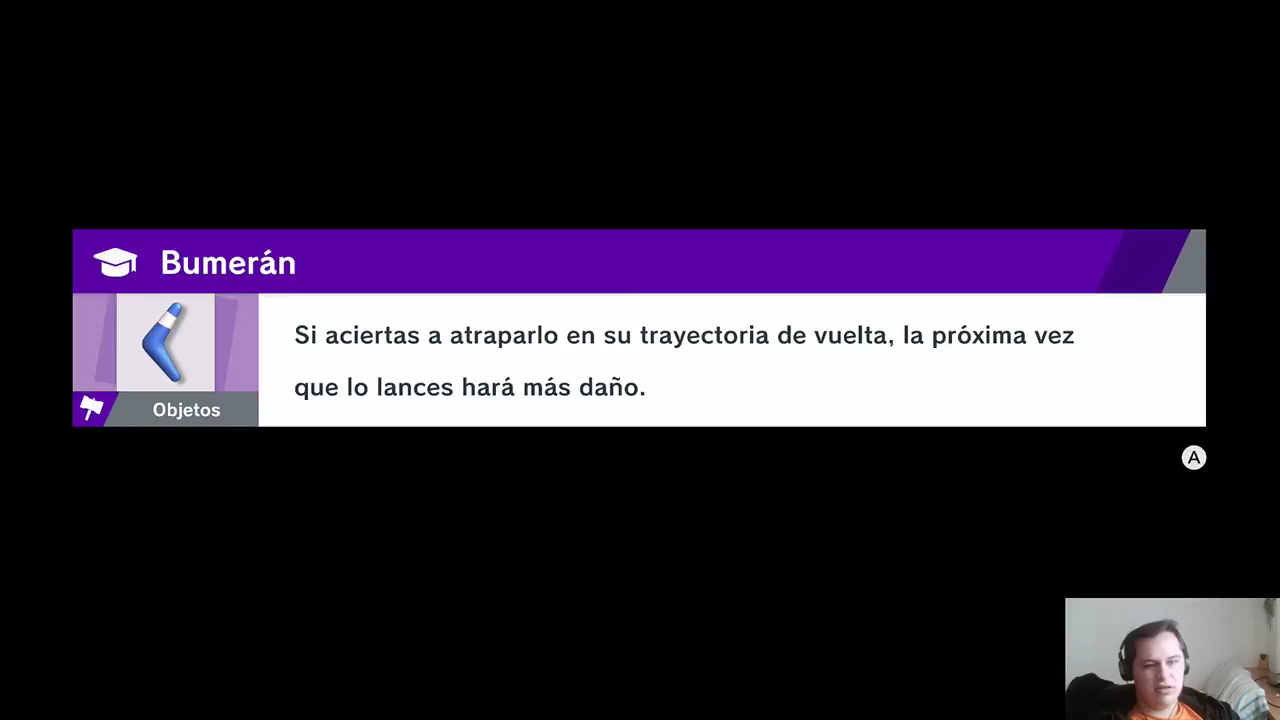 Bumerán
Si aciertas a atraparlo en su trayectoria de vuelta, la próxima vez
que lo lances hará más daño.
Objetos
A